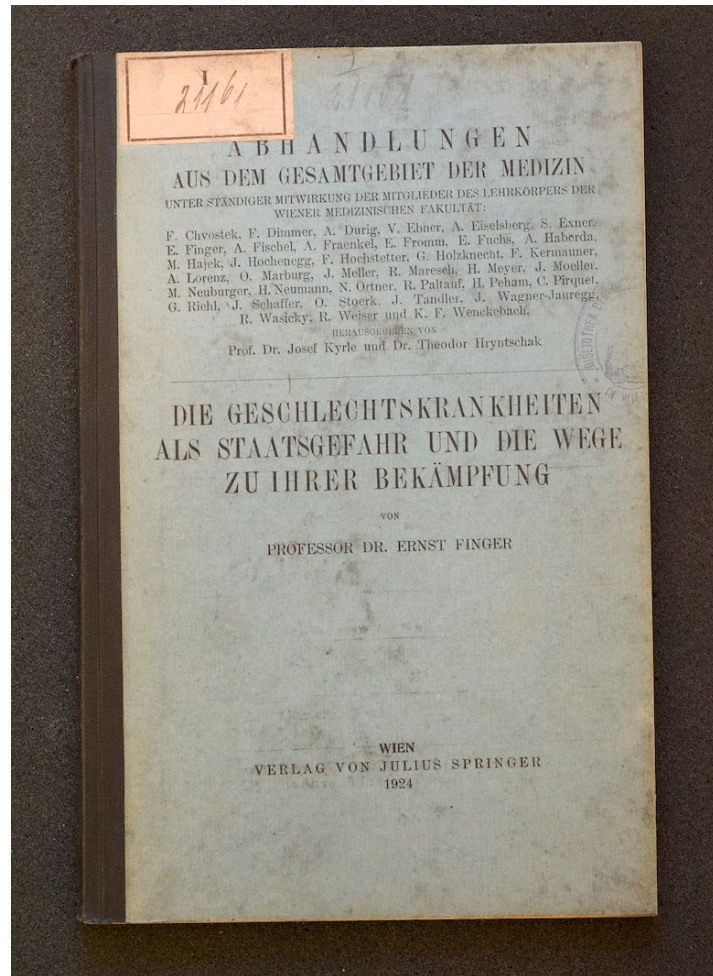 I
21161
21161
ABHANDLUNGEN
AUS DEM GESAMTGEBIET DER MEDIZIN
UNTER STÄNDIGER MITWIRKUNG DER MITGLIEDER DES LEHRKÖRPERS DER
WIENER MEDIZINISCHEN FAKULTÄT:
F. Chvostek, F. Dimmer, A. Durig, V. Ebner, A. Eiselsberg, S. Exner,
E. Finger, A. Fischel, A. Fraenkel, E. Fromm, E. Fuchs, A. Haberda,
M. Hajek, J. Hochenegg, F. Hochstetter, G. Holzknecht, F. Kermauner,
A. Lorenz, O. Marburg, J. Meller, R. Maresch, H. Meyer, J. Moeller,
M. Neuburger, H. Neumann, N. Ortner, R. Paltauf, H. Peham, C. Pirquet,
G. Riehl, J. Schaffer, O. Stoerk, J. Tandler, J. Wagner-Jauregg,
R. Wasicky, R. Weiser und K. F. Wenckebach.
HERAUSGEGEBEN VON
Prof. Dr. Josef Kyrle und Dr. Theodor Hryntschak
BIBLIOTHEK
DIE GESCHLECHTSKRANKHEITEN
ALS STAATSGEFAHR UND DIE WEGE
ZU IHRER BEKÄMPFUNG
VON
PROFESSOR DR. ERNST FINGER
WIEN
VERLAG VON JULIUS SPRINGER
1924